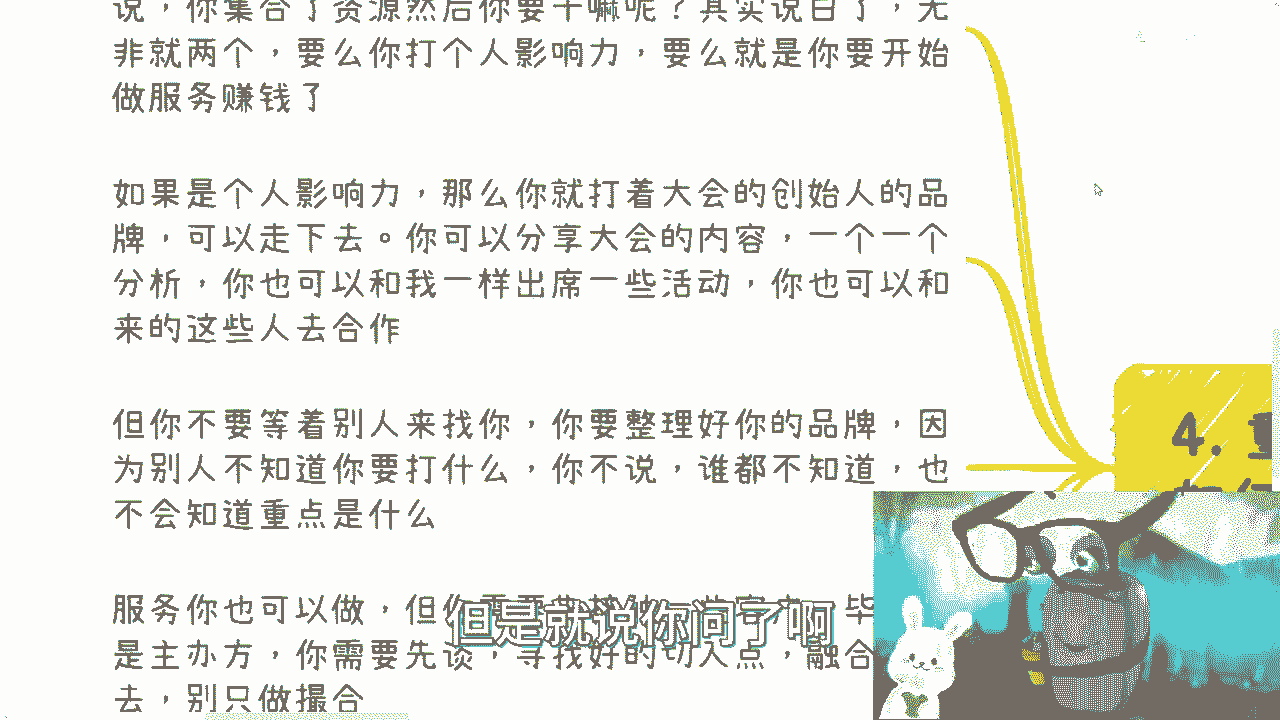 说，你集合了资源然后你要干嘛呢？其实说白了，无
非就两个，要么你打个人影响力，要么就是你要开始
做服务赚钱了
如果是个人影响力，那么你就打着大会的创始人的品
牌，可以走下去。你可以分享大会的内容，一个一个
分析，你也可以和我一样出席一些活动，你也可以和
来的这些人去合作
但你不要等着别人来找你，你要整理好你的品牌，因
为别人不知道你要打什么，你不说，谁都不知道，也
不会知道重点是什么
4.
服务你也可以做，但你需要
毕
但是就说你问了啊
是主办方，你需要先谈，寻找好的切入点，融合
去，别只做撮合